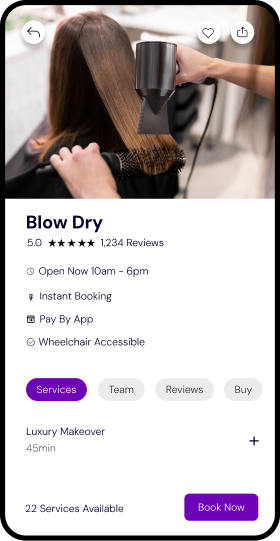 Blow Dry
5.0 ★★★★★ 1,234 Reviews
Open Now 10am - 6pm
Instant Booking
Pay By App
Wheelchair Accessible
Services Team Reviews Buy
Luxury Makeover
45min
22 Services Available Book Now